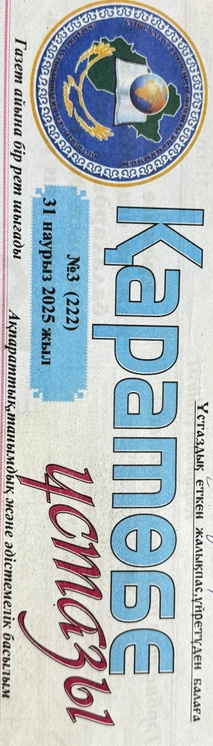 Ұстаздық еткен жалықпас, үйретуден балаға
Қаратөбе
ұстазы
№3 (222)
31 наурыз 2025 жыл
Газет айына бір рет шығады
Ақпараттық,танымдық және әдістемелік басылым